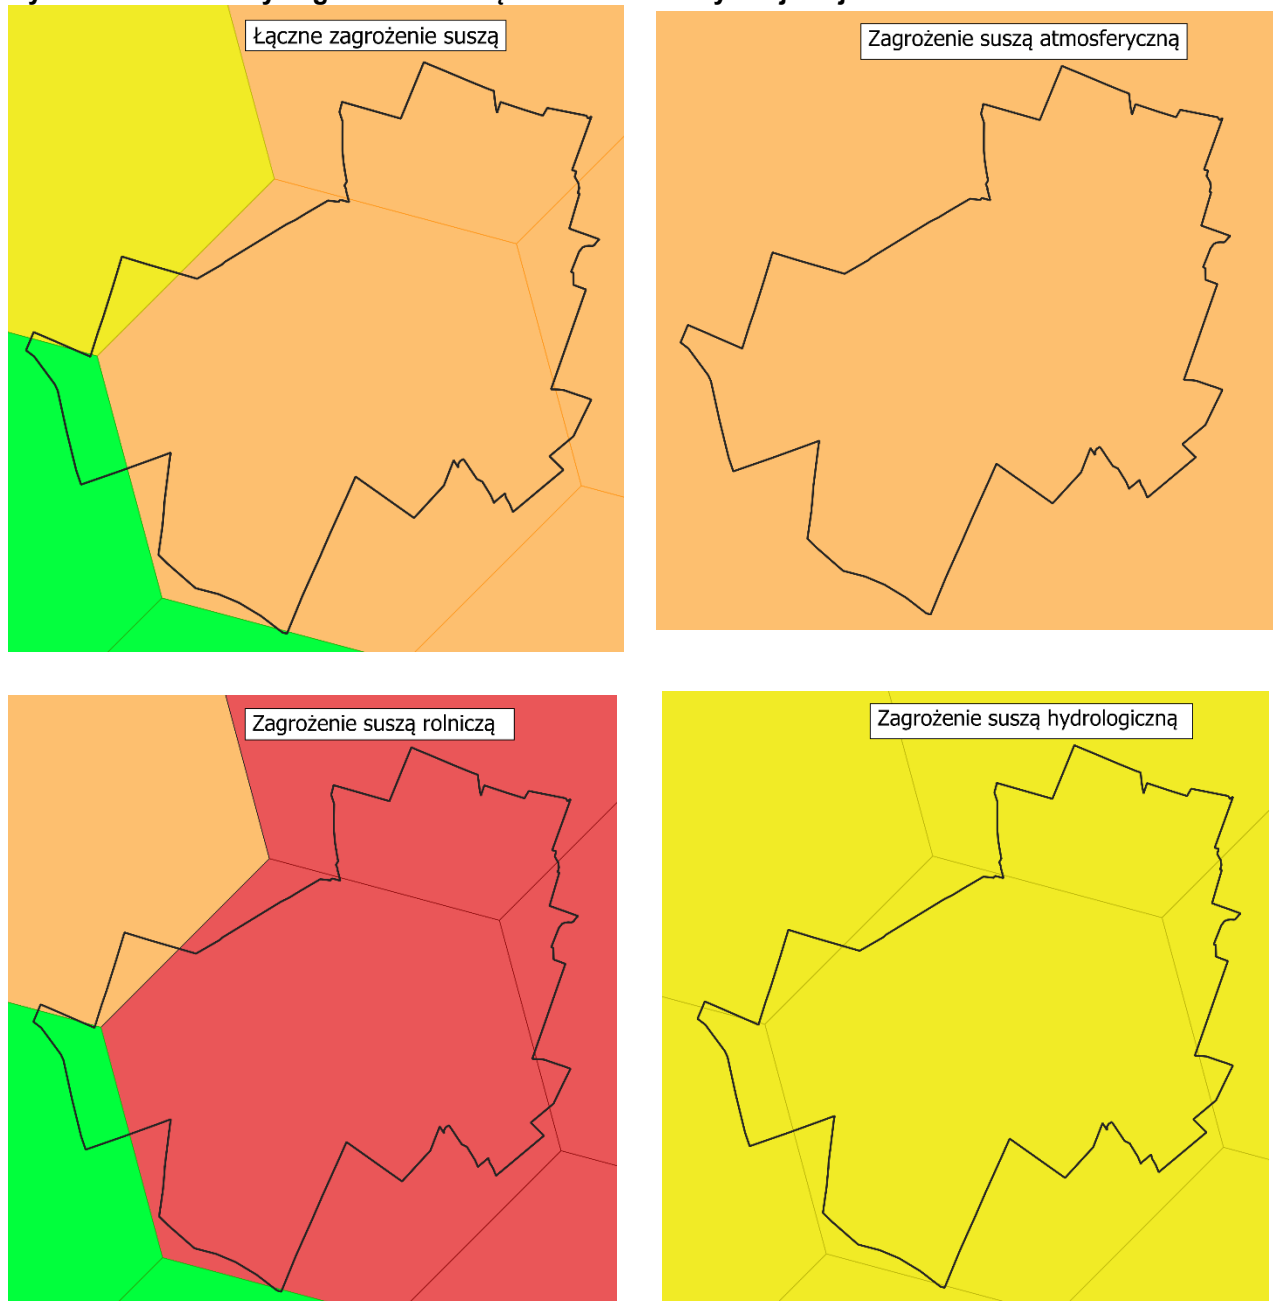 Łączne zagrożenie suszą
Zagrożenie suszą atmosferyczną
Zagrożenie suszą rolniczą
Zagrożenie suszą hydrologiczną